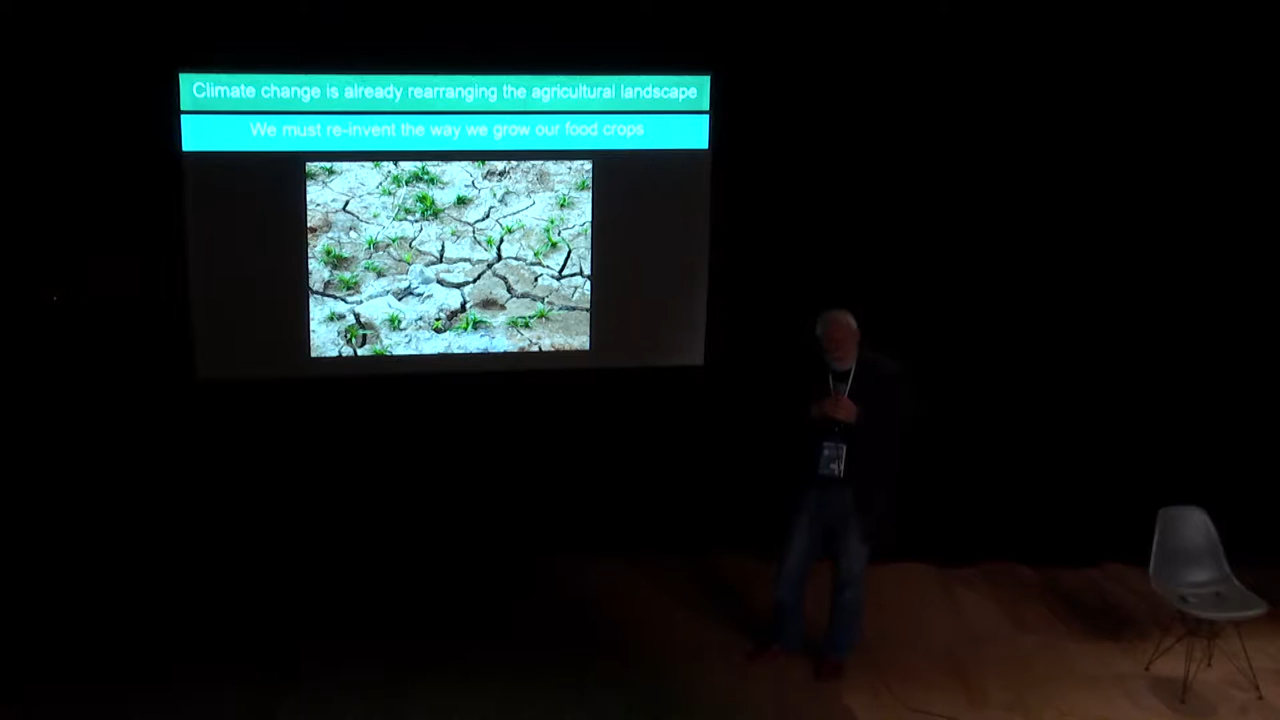 Climate change is already rearranging the agricultural landscape
We must re-invent the way we grow our food crops